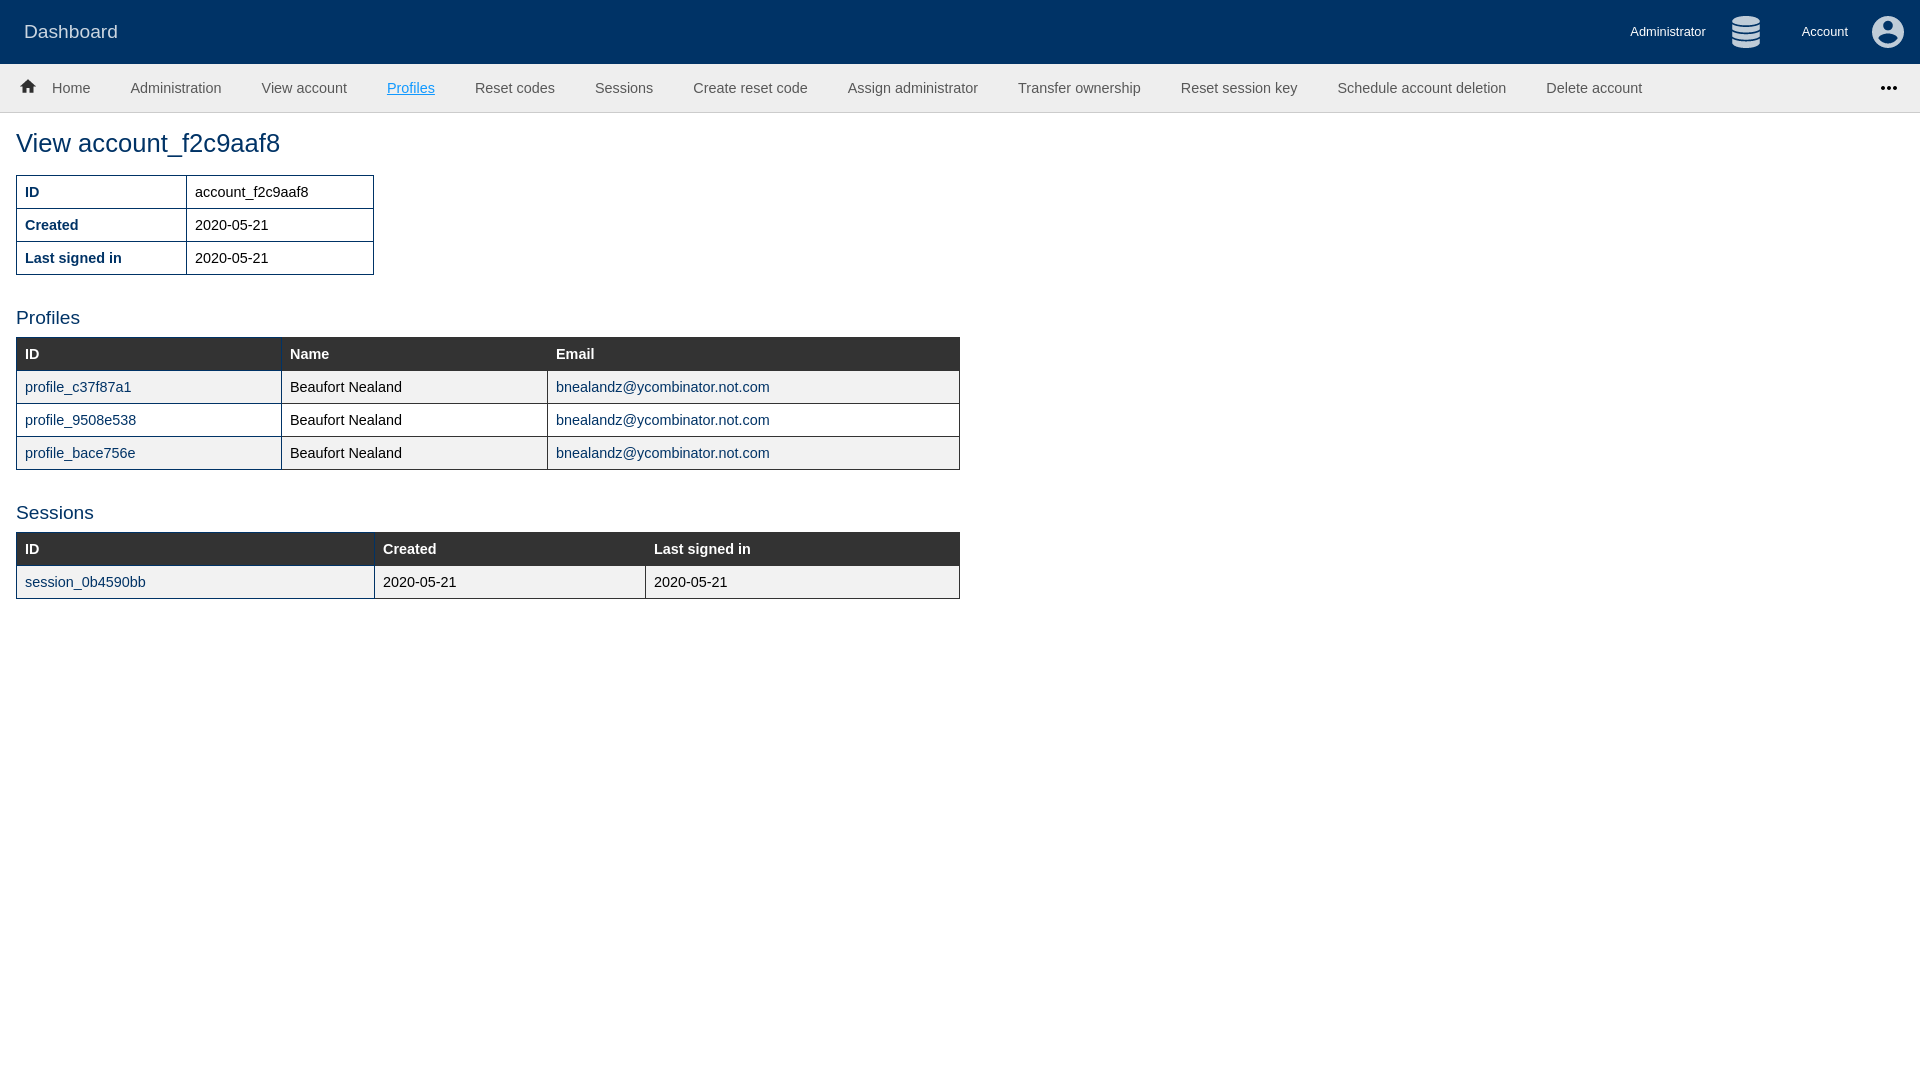 Dashboard Administrator Account
Home Administration View account Profiles Reset codes Sessions Create reset code Assign administrator Transfer ownership Reset session key Schedule account deletion Delete account
View account_f2c9aaf8
ID account_f2c9aaf8
Created 2020-05-21
Last signed in 2020-05-21
Profiles
ID Name Email
profile_c37f87a1 Beaufort Nealand bnealandz@ycombinator.not.com
profile_9508e538 Beaufort Nealand bnealandz@ycombinator.not.com
profile_bace756e Beaufort Nealand bnealandz@ycombinator.not.com
Sessions
ID Created Last signed in
session_0b4590bb 2020-05-21 2020-05-21